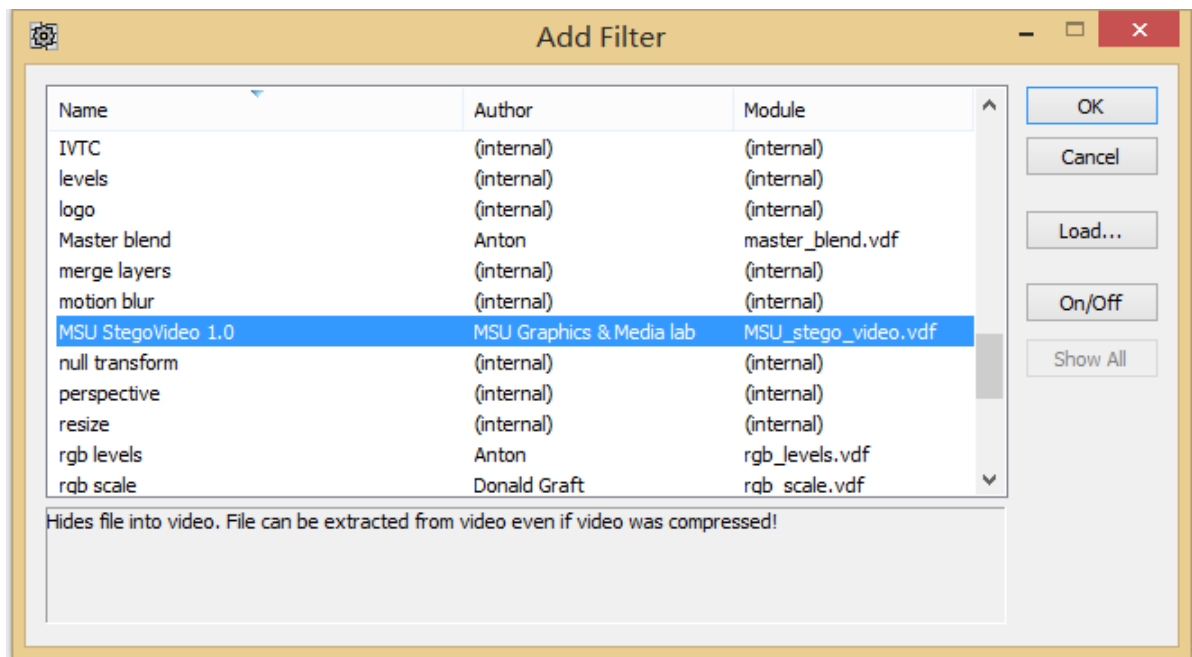 Add Filter
Name Author Module
IVTC (internal) (internal)
levels (internal) (internal)
logo (internal) (internal)
Master blend Anton master_blend.vdf
merge layers (internal) (internal)
motion blur (internal) (internal)
MSU StegoVideo 1.0 MSU Graphics & Media lab MSU_stego_video.vdf
null transform (internal) (internal)
perspective (internal) (internal)
resize (internal) (internal)
rgb levels Anton rgb_levels.vdf
rgb scale Donald Graft rgb_scale.vdf
OK
Cancel
Load...
On/Off
Show All
Hides file into video. File can be extracted from video even if video was compressed!